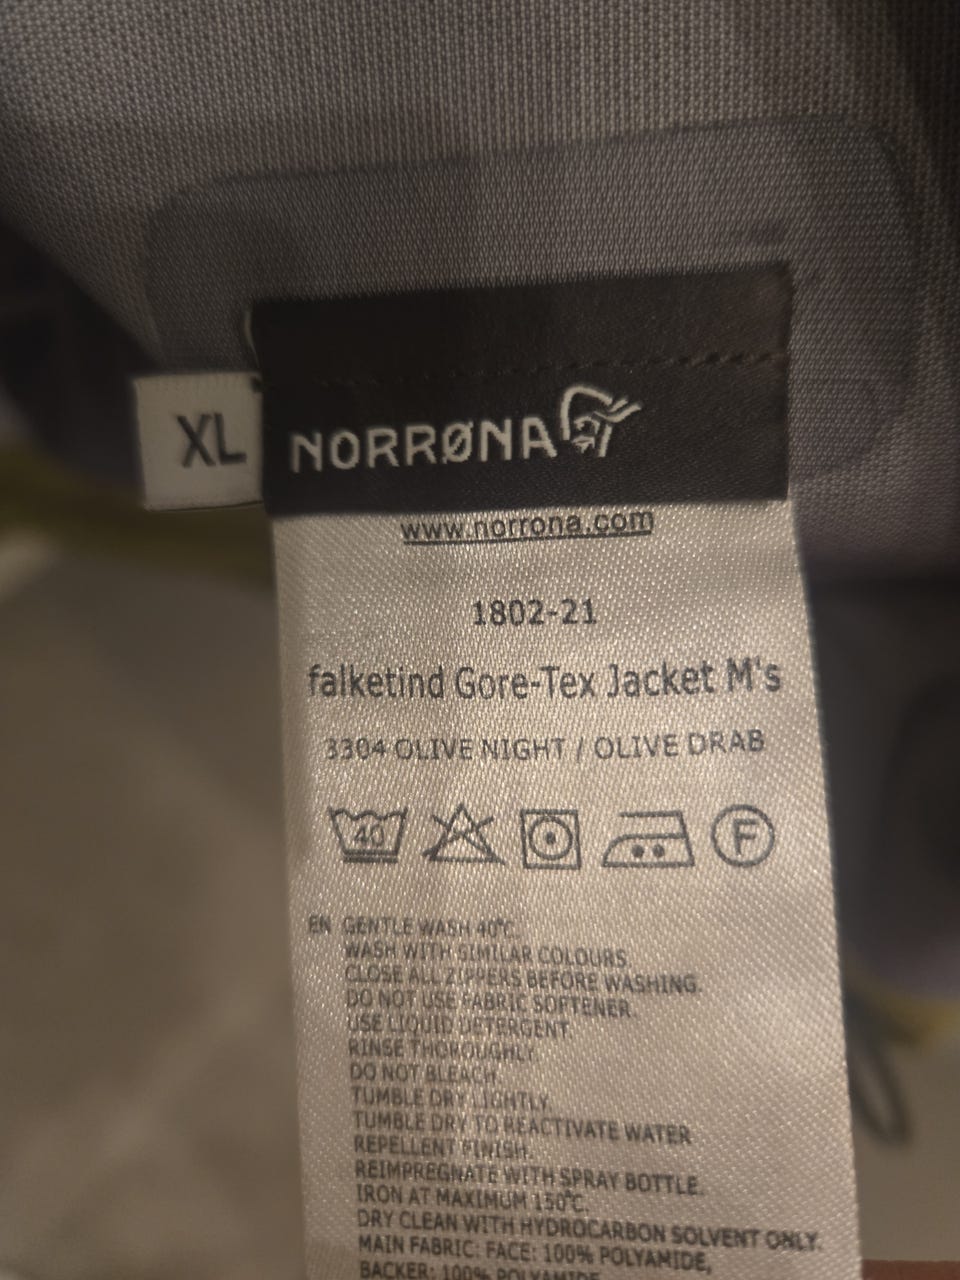 XL
NORRØNA
www.norrona.com
1802-21
falketind Gore-Tex Jacket M's
3304 OLIVE NIGHT / OLIVE DRAB
40
F
EN GENTLE WASH 40°C.
WASH WITH SIMILAR COLOURS.
CLOSE ALL ZIPPERS BEFORE WASHING.
DO NOT USE FABRIC SOFTENER.
USE LIQUID DETERGENT.
RINSE THOROUGHLY.
DO NOT BLEACH.
TUMBLE DRY LIGHTLY.
TUMBLE DRY TO REACTIVATE WATER
REPELLENT FINISH.
REIMPREGNATE WITH SPRAY BOTTLE.
IRON AT MAXIMUM 150°C.
DRY CLEAN WITH HYDROCARBON SOLVENT ONLY.
MAIN FABRIC: FACE: 100% POLYAMIDE,
BACKER: 100% POLYAMIDE